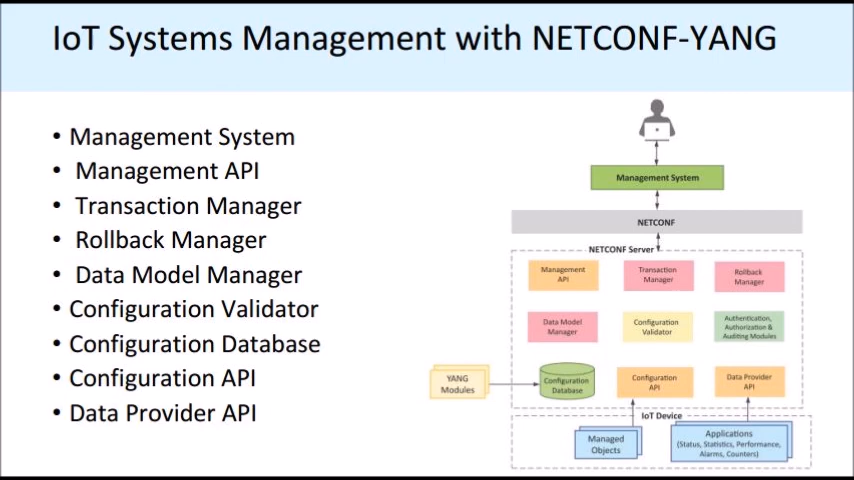 IoT Systems Management with NETCONF-YANG
• Management System
• Management API
• Transaction Manager
• Rollback Manager
• Data Model Manager
• Configuration Validator
• Configuration Database
• Configuration API
• Data Provider API
Management System
NETCONF
NETCONF Server
Management
API
Transaction
Manager
Rollback
Manager
Data Model
Manager
Configuration
Validator
Authentication,
Authorization &
Auditing Modules
YANG
Modules
Configuration
Database
Configuration
API
Data Provider
API
IoT Device
Managed
Objects
Applications
(Status, Statistics, Performance,
Alarms, Counters)